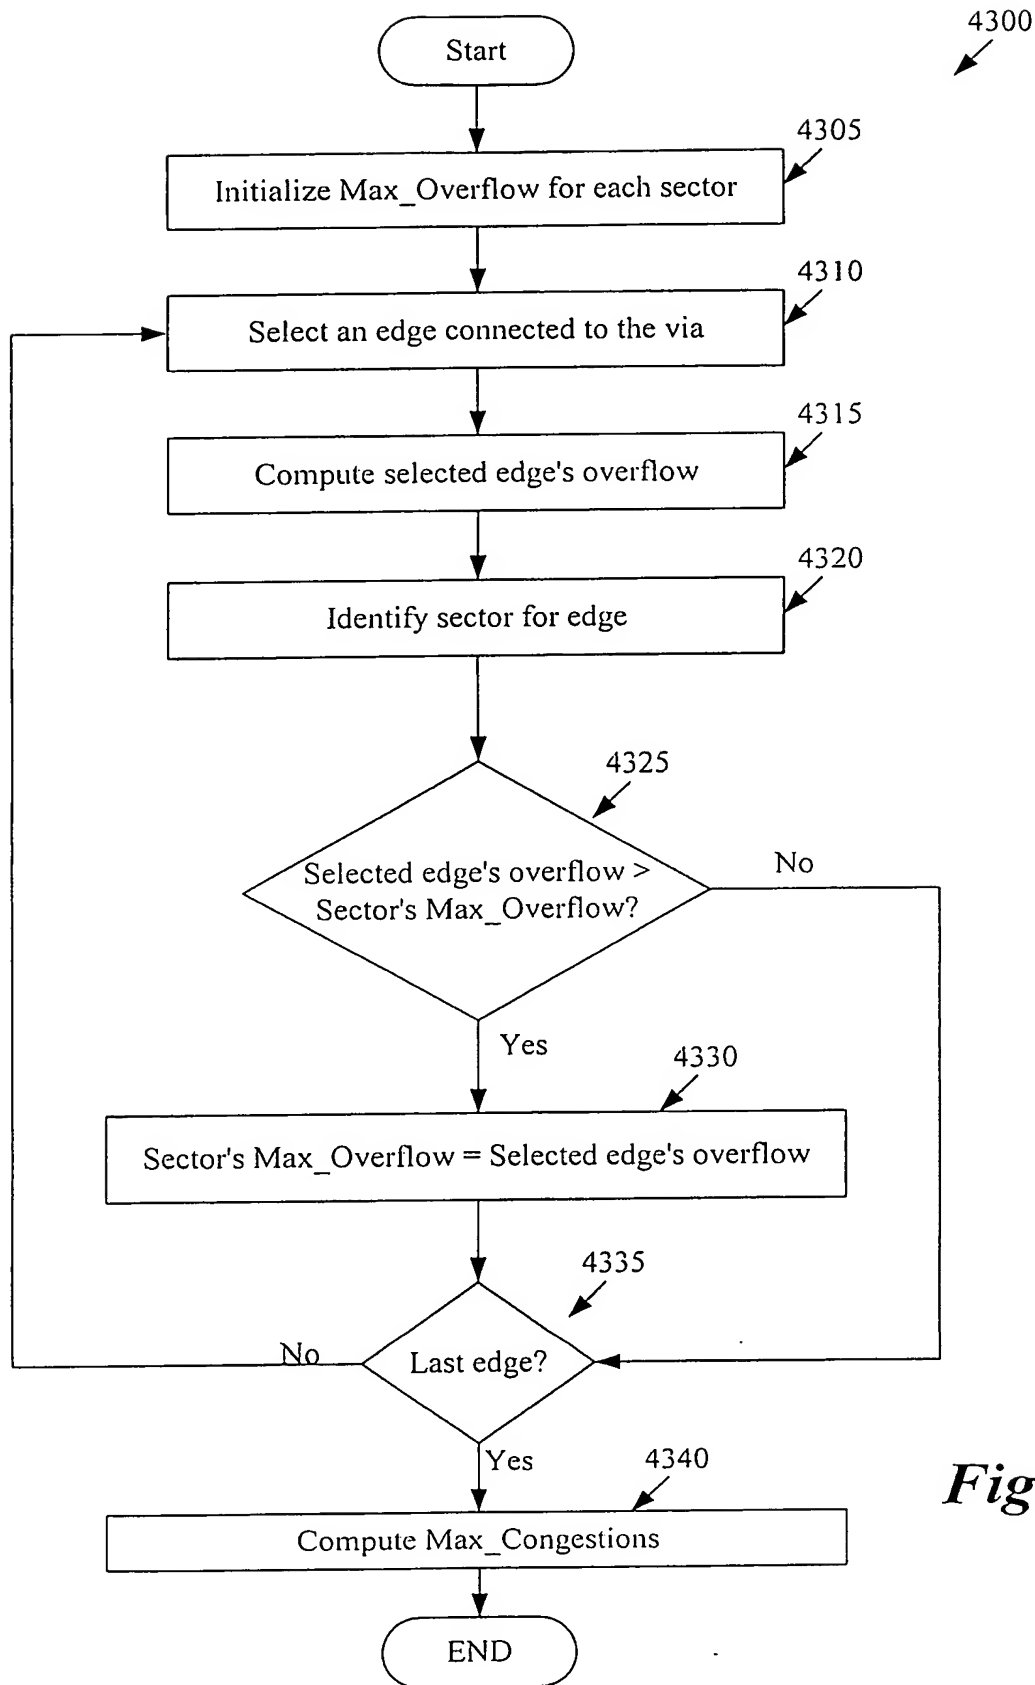 4300
Start
4305
Initialize Max_Overflow for each sector
4310
Select an edge connected to the via
4315
Compute selected edge's overflow
4320
Identify sector for edge
4325
Selected edge's overflow >
Sector's Max_Overflow?
No
Yes
4330
Sector's Max_Overflow = Selected edge's overflow
4335
Last edge?
No
Yes
4340
Compute Max_Congestions
END
Fig